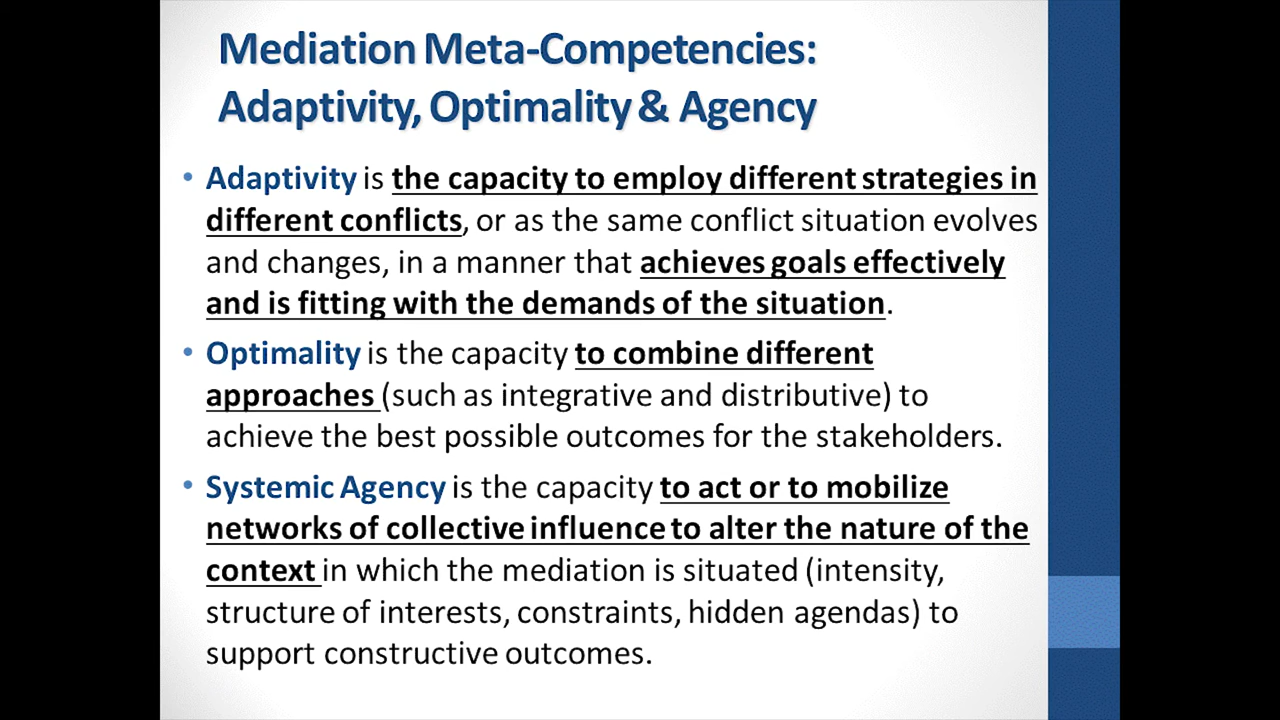 Mediation Meta-Competencies:
Adaptivity, Optimality & Agency
• Adaptivity is the capacity to employ different strategies in
different conflicts, or as the same conflict situation evolves
and changes, in a manner that achieves goals effectively
and is fitting with the demands of the situation.
• Optimality is the capacity to combine different
approaches (such as integrative and distributive) to
achieve the best possible outcomes for the stakeholders.
• Systemic Agency is the capacity to act or to mobilize
networks of collective influence to alter the nature of the
context in which the mediation is situated (intensity,
structure of interests, constraints, hidden agendas) to
support constructive outcomes.